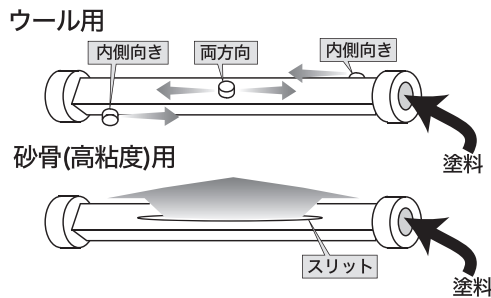 ウール用
内側向き
両方向
内側向き
塗料
砂骨(高粘度)用
スリット
塗料